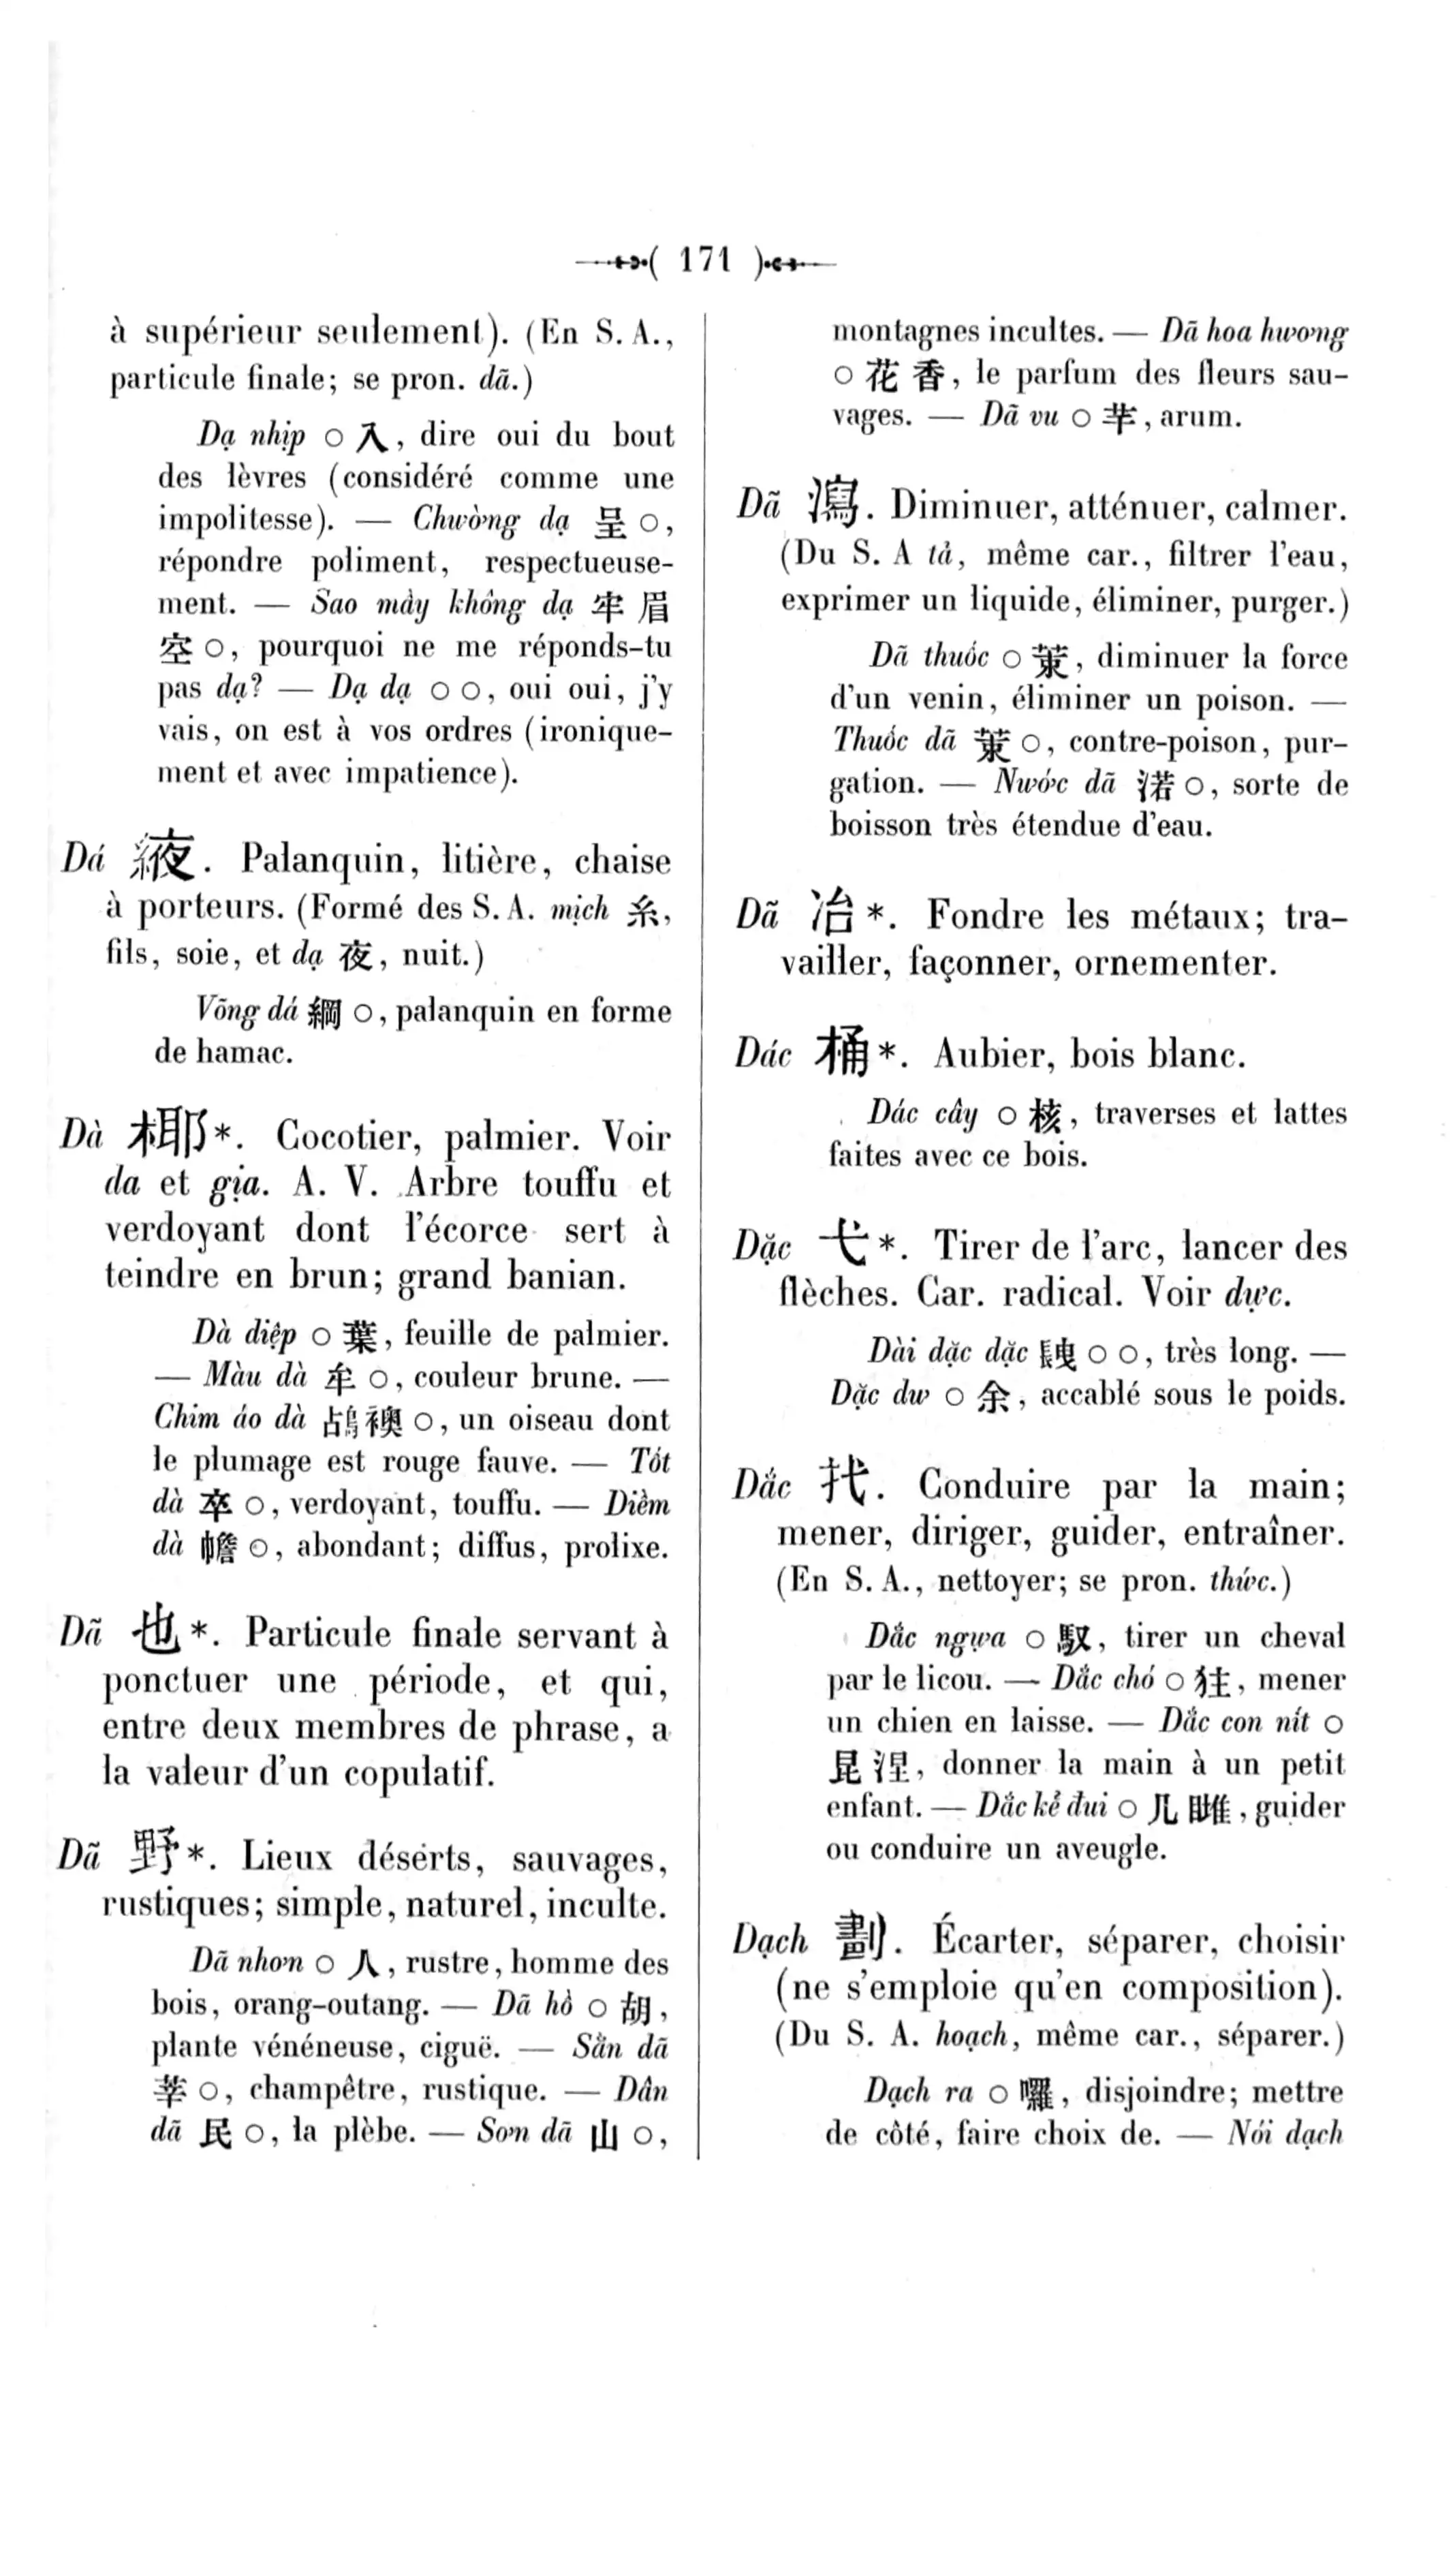 ( 171 )
à supérieur seulement). (En S. A.,
particule finale; se pron. dã.)
Dạ nhịp ○ 入, dire oui du bout
des lèvres (considéré comme une
impolitesse). — Chường dạ 呈 ○,
répondre poliment, respectueuse-
ment. — Sao mầy không dạ 牢 眉
空 ○, pourquoi ne me réponds-tu
pas dạ? — Dạ dạ ○ ○, oui oui, j'y
vais, on est à vos ordres (ironique-
ment et avec impatience).
Dá . Palanquin, litière, chaise
à porteurs. (Formé des S. A. mịch 糸,
fils, soie, et dạ 夜, nuit.)
Võng dá 網 ○, palanquin en forme
de hamac.
Dà 梛*. Cocotier, palmier. Voir
da et gịa. A. V. Arbre touffu et
verdoyant dont l'écorce sert à
teindre en brun; grand banian.
Dà diệp ○ 葉, feuille de palmier.
— Màu dà 牟 ○, couleur brune. —
Chim áo dà 鴣 襖 ○, un oiseau dont
le plumage est rouge fauve. — Tốt
dà 卒 ○, verdoyant, touffu. — Diềm
dà 幨 ○, abondant; diffus, prolixe.
Dã 也*. Particule finale servant à
ponctuer une période, et qui,
entre deux membres de phrase, a
la valeur d'un copulatif.
Dã 野*. Lieux déserts, sauvages,
rustiques; simple, naturel, inculte.
Dã nhơn ○ 人, rustre, homme des
bois, orang-outang. — Dã hồ ○ 胡,
plante vénéneuse, ciguë. — Sằn dã
莘 ○, champêtre, rustique. — Dân
dã 民 ○, la plèbe. — Sơn dã 山 ○,
montagnes incultes. — Dã hoa hương
○ 花 香, le parfum des fleurs sau-
vages. — Dã vu ○ 芋, arum.
Dã 瀉. Diminuer, atténuer, calmer.
(Du S. A tả, même car., filtrer l'eau,
exprimer un liquide, éliminer, purger.)
Dã thuốc ○ 葉, diminuer la force
d'un venin, éliminer un poison. —
Thuốc dã ○, contre-poison, pur-
gation. — Nước dã 渃 ○, sorte de
boisson très étendue d'eau.
Dã 冶*. Fondre les métaux; tra-
vailler, façonner, ornementer.
Dác 桶*. Aubier, bois blanc.
Dác cây ○ 核, traverses et lattes
faites avec ce bois.
Dặc 弋*. Tirer de l'arc, lancer des
flèches. Car. radical. Voir dực.
Dài dặc dặc ○ ○, très long. —
Dặc dư ○ 余, accablé sous le poids.
Dắc 找. Conduire par la main;
mener, diriger, guider, entraîner.
(En S. A., nettoyer; se pron. thức.)
Dắc ngựa ○ 馭, tirer un cheval
par le licou. — Dắc chó ○ 㹥, mener
un chien en laisse. — Dắc con nít ○
昆 涅, donner la main à un petit
enfant. — Dắc kẻ đui ○ 几 , guider
ou conduire un aveugle.
Dạch 劃. Écarter, séparer, choisir
(ne s'emploie qu'en composition).
(Du S. A. hoạch, même car., séparer.)
Dạch ra ○ 囉, disjoindre; mettre
de côté, faire choix de. — Nói dạch